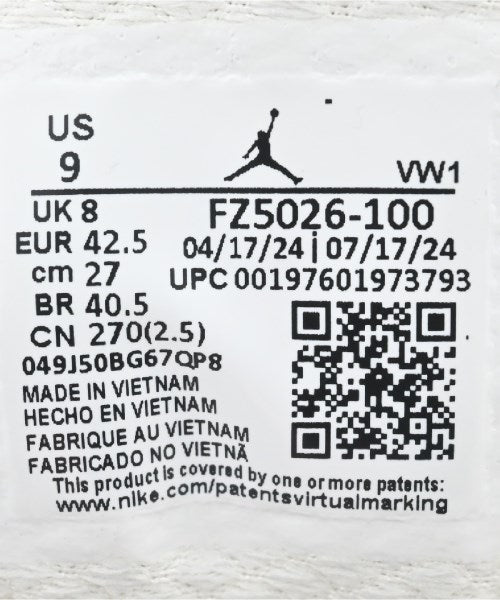 US
9
VW1
UK 8
FZ5026-100
EUR 42.5
04/17/24 | 07/17/24
cm 27
UPC 00197601973793
BR 40.5
CN 270(2.5)
049J50BG67QP8
MADE IN VIETNAM
HECHO EN VIETNAM
FABRIQUE AU VIETNAM
FABRICADO NO VIETNÃ
This product is covered by one or more patents:
www.nike.com/patentsvirtualmarking